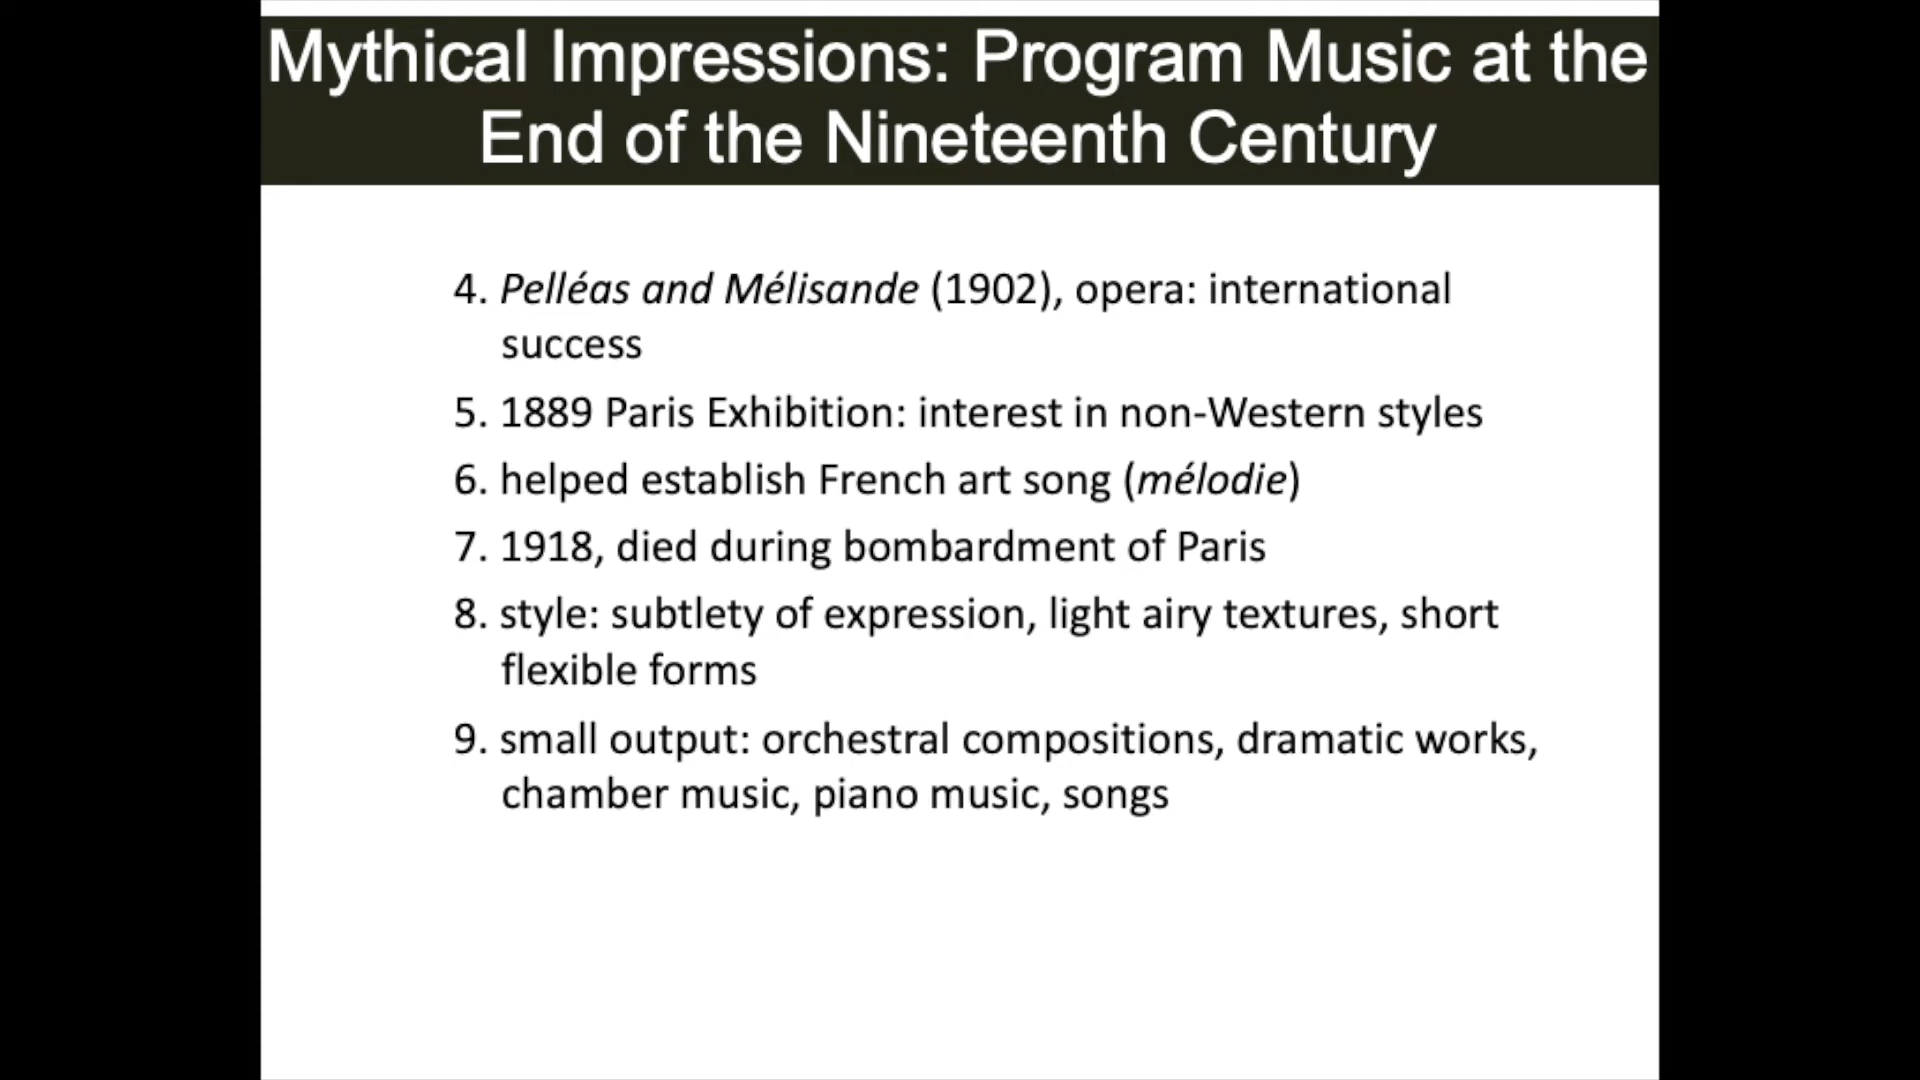 Mythical Impressions: Program Music at the
End of the Nineteenth Century
4. Pelléas and Mélisande (1902), opera: international
success
5. 1889 Paris Exhibition: interest in non-Western styles
6. helped establish French art song (mélodie)
7. 1918, died during bombardment of Paris
8. style: subtlety of expression, light airy textures, short
flexible forms
9. small output: orchestral compositions, dramatic works,
chamber music, piano music, songs